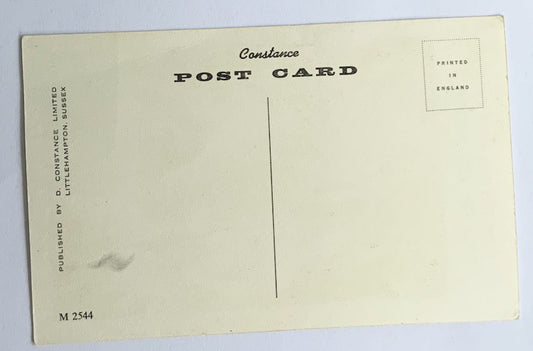 Constance
POST CARD
PRINTED
IN
ENGLAND
PUBLISHED BY D. CONSTANCE LIMITED
LITTLEHAMPTON, SUSSEX
M 2544